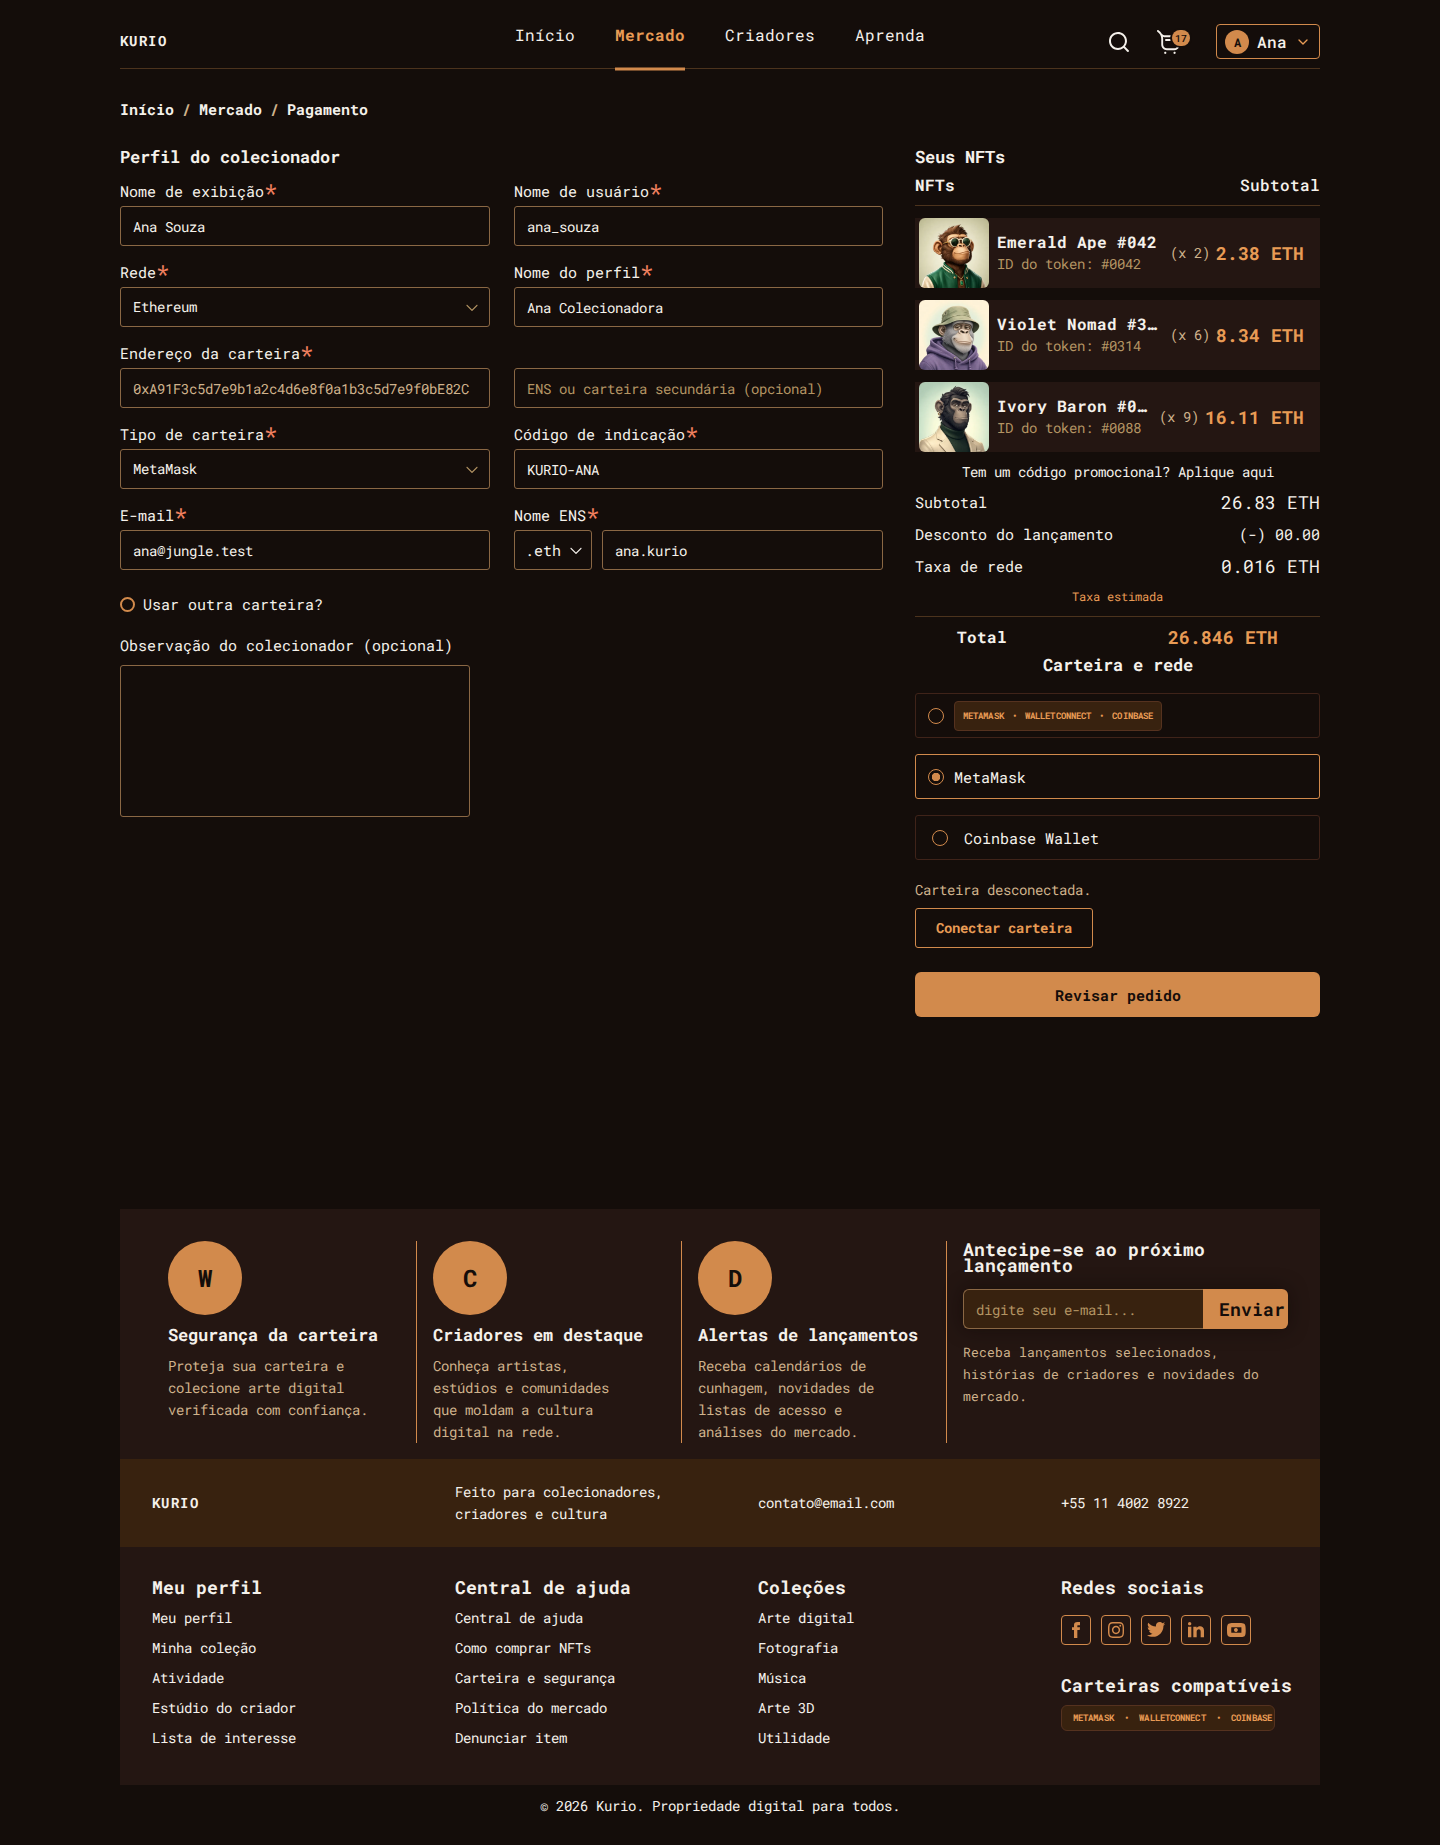 KURIO
Início
Mercado
Criadores
Aprenda
17
A
Ana
Início / Mercado / Pagamento
Perfil do colecionador
Nome de exibição*
Ana Souza
Nome de usuário*
ana_souza
Rede*
Ethereum
Nome do perfil*
Ana Colecionadora
Endereço da carteira*
0xA91F3c5d7e9b1a2c4d6e8f0a1b3c5d7e9f0bE82C
ENS ou carteira secundária (opcional)
Tipo de carteira*
MetaMask
Código de indicação*
KURIO-ANA
E-mail*
ana@jungle.test
Nome ENS*
.eth
ana.kurio
Usar outra carteira?
Observação do colecionador (opcional)
Seus NFTs
NFTs
Subtotal
Emerald Ape #042
ID do token: #0042
(x 2) 2.38 ETH
Violet Nomad #3…
ID do token: #0314
(x 6) 8.34 ETH
Ivory Baron #0…
ID do token: #0088
(x 9) 16.11 ETH
Tem um código promocional? Aplique aqui
Subtotal
26.83 ETH
Desconto do lançamento
(-) 00.00
Taxa de rede
0.016 ETH
Taxa estimada
Total
26.846 ETH
Carteira e rede
METAMASK · WALLETCONNECT · COINBASE
MetaMask
Coinbase Wallet
Carteira desconectada.
Conectar carteira
Revisar pedido
W
Segurança da carteira
Proteja sua carteira e
colecione arte digital
verificada com confiança.
C
Criadores em destaque
Conheça artistas,
estúdios e comunidades
que moldam a cultura
digital na rede.
D
Alertas de lançamentos
Receba calendários de
cunhagem, novidades de
listas de acesso e
análises do mercado.
Antecipe-se ao próximo
lançamento
digite seu e-mail...
Enviar
Receba lançamentos selecionados,
histórias de criadores e novidades do
mercado.
KURIO
Feito para colecionadores,
criadores e cultura
contato@email.com
+55 11 4002 8922
Meu perfil
Meu perfil
Minha coleção
Atividade
Estúdio do criador
Lista de interesse
Central de ajuda
Central de ajuda
Como comprar NFTs
Carteira e segurança
Política do mercado
Denunciar item
Coleções
Arte digital
Fotografia
Música
Arte 3D
Utilidade
Redes sociais
Carteiras compatíveis
METAMASK · WALLETCONNECT · COINBASE
© 2026 Kurio. Propriedade digital para todos.